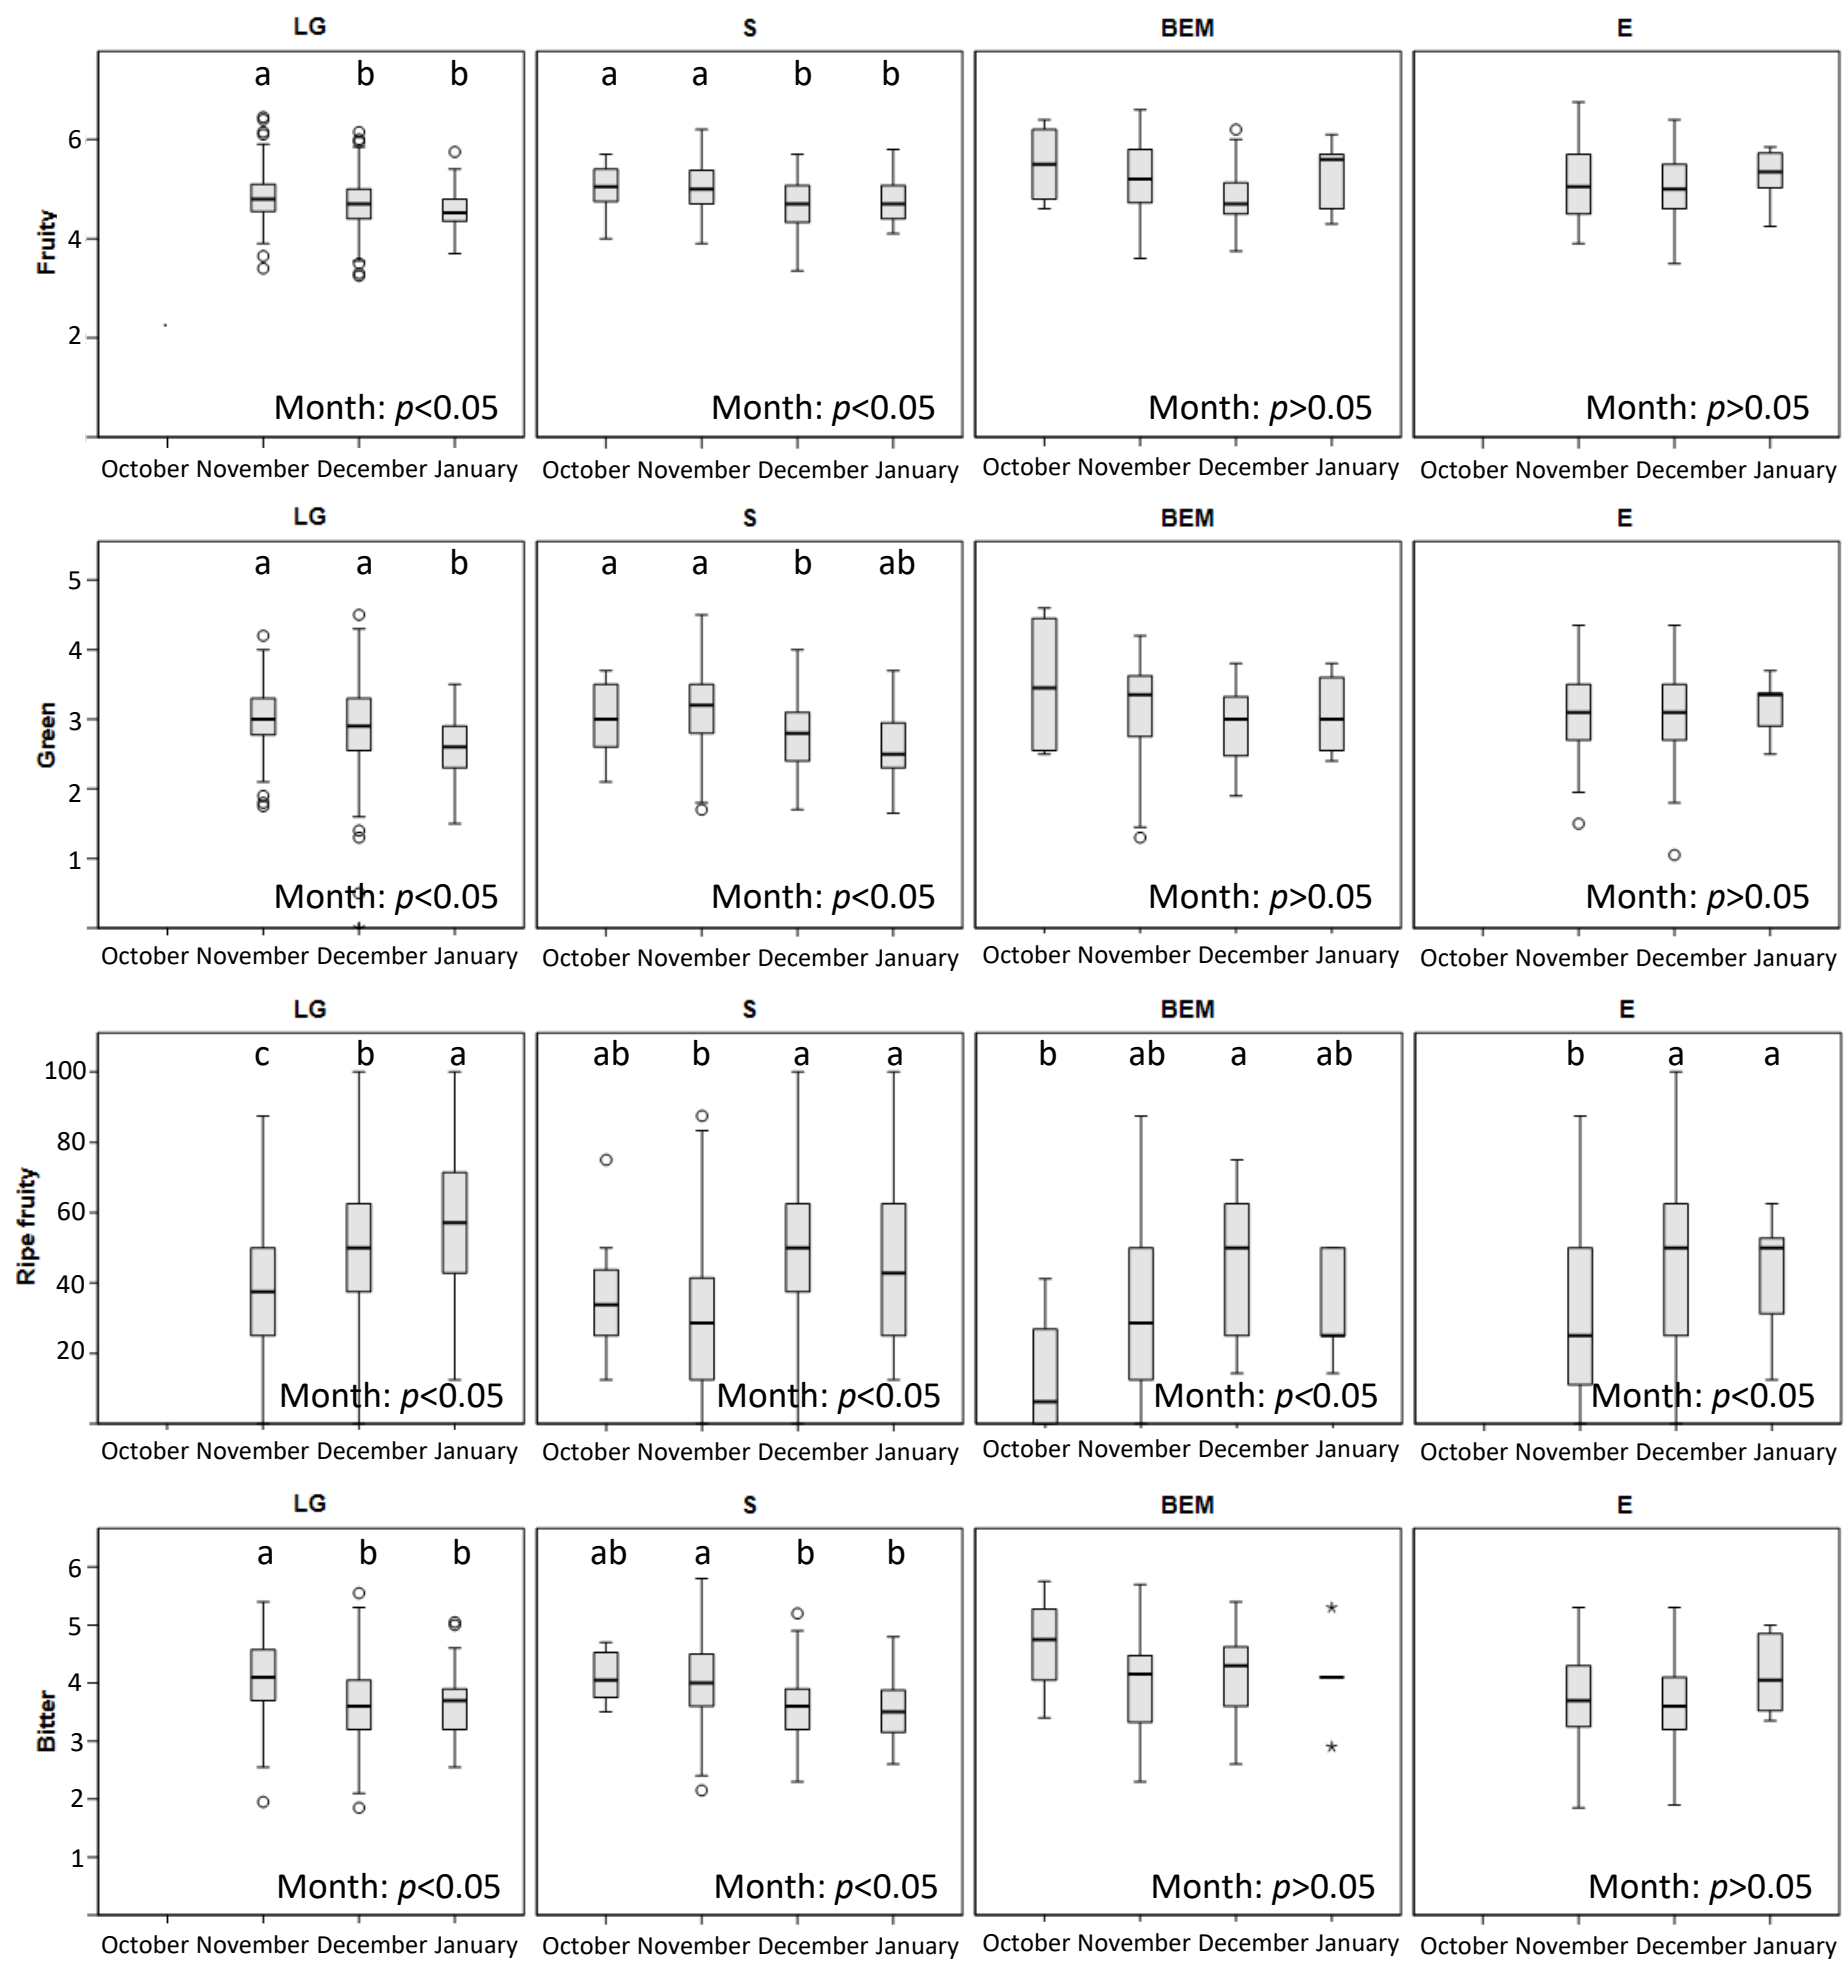 LG S BEM E
a b b a a b b
6
4
2
Fruity
Month: p<0.05 Month: p<0.05 Month: p>0.05 Month: p>0.05
October November December January October November December January October November December January October November December January
LG S BEM E
a a b a a b ab
5
4
3
2
1
Green
Month: p<0.05 Month: p<0.05 Month: p>0.05 Month: p>0.05
October November December January October November December January October November December January October November December January
LG S BEM E
c b a ab b a a b ab a ab b a a
100
80
60
40
20
Ripe fruity
Month: p<0.05 Month: p<0.05 Month: p<0.05 Month: p<0.05
October November December January October November December January October November December January October November December January
LG S BEM E
a b b ab a b b
6
5
4
3
2
1
Bitter
Month: p<0.05 Month: p<0.05 Month: p>0.05 Month: p>0.05
October November December January October November December January October November December January October November December January